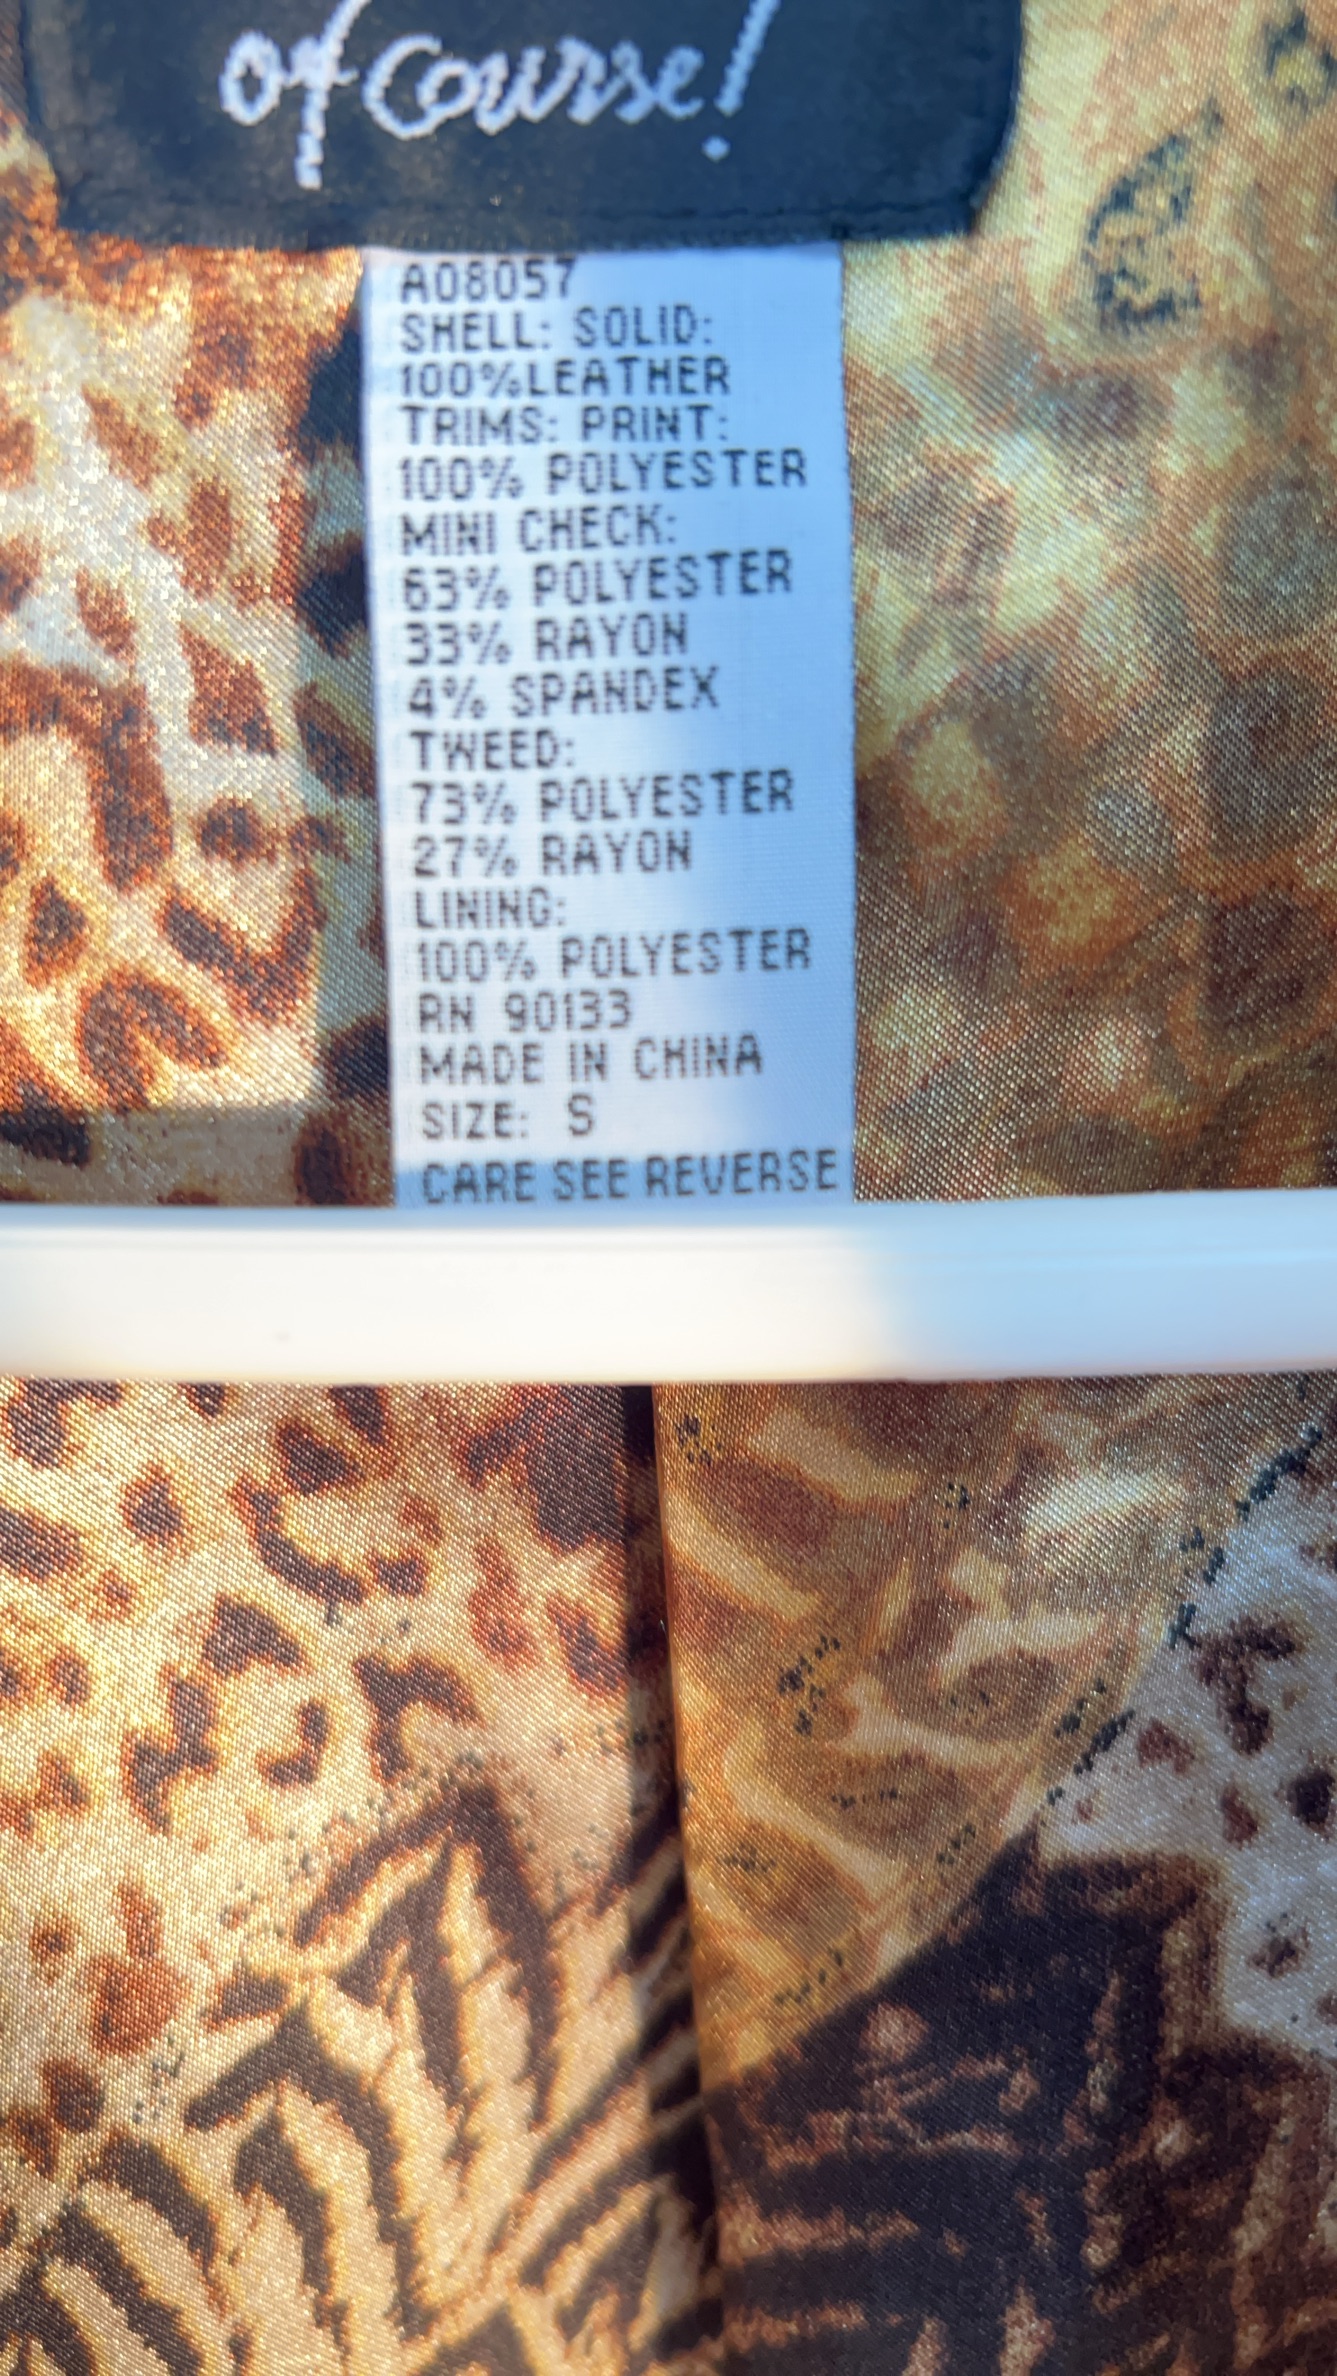 of course!
A08057
SHELL: SOLID:
100%LEATHER
TRIMS: PRINT:
100% POLYESTER
MINI CHECK:
63% POLYESTER
33% RAYON
4% SPANDEX
TWEED:
73% POLYESTER
27% RAYON
LINING:
100% POLYESTER
RN 90133
MADE IN CHINA
SIZE: S
CARE SEE REVERSE